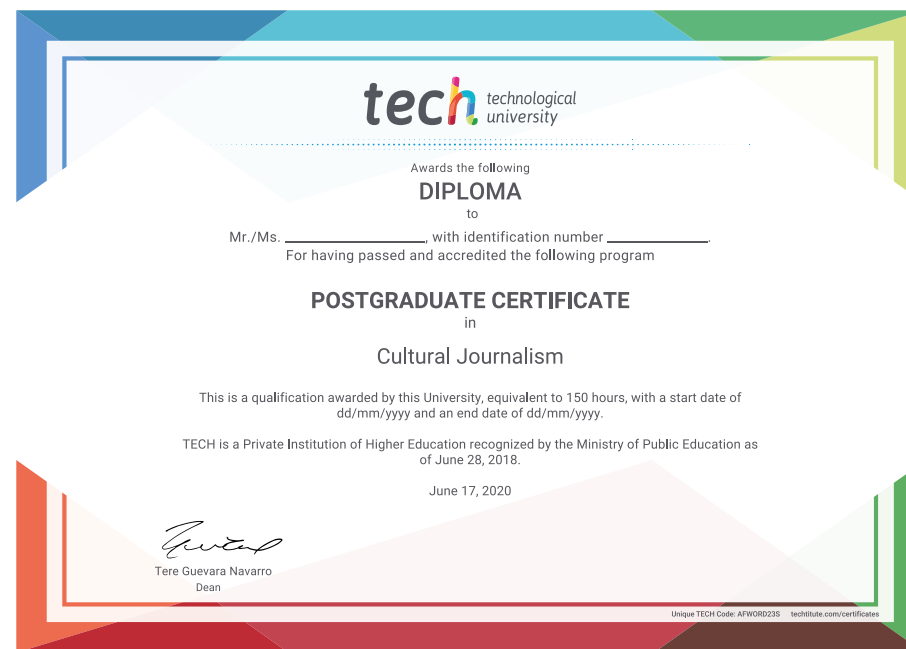 tech technological
university
Awards the following
DIPLOMA
to
Mr./Ms. ____________________, with identification number ______________.
For having passed and accredited the following program
POSTGRADUATE CERTIFICATE
in
Cultural Journalism
This is a qualification awarded by this University, equivalent to 150 hours, with a start date of
dd/mm/yyyy and an end date of dd/mm/yyyy.
TECH is a Private Institution of Higher Education recognized by the Ministry of Public Education as
of June 28, 2018.
June 17, 2020
Tere Guevara Navarro
Dean
Unique TECH Code: AFWORD23S techtitute.com/certificates